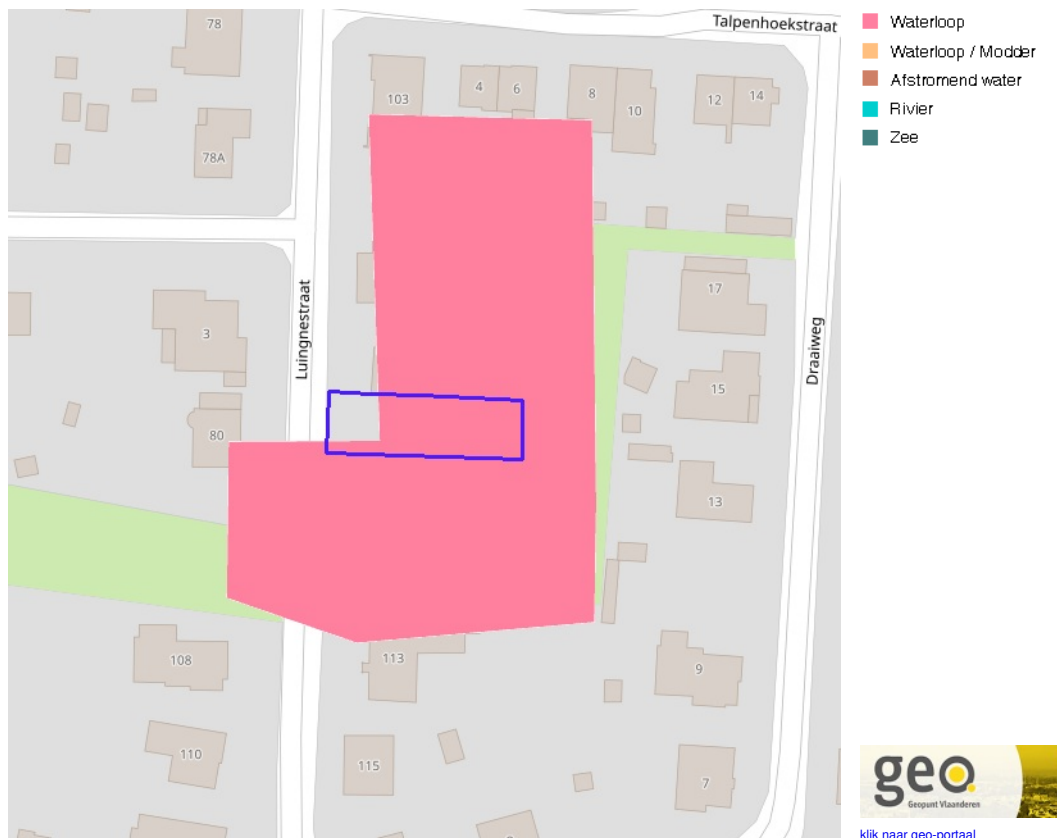 Talpenhoekstraat
78
103
4
6
8
10
12
14
78A
Luingnestraat
Draaiweg
17
3
15
80
13
108
113
9
110
115
7
Waterloop
Waterloop / Modder
Afstromend water
Rivier
Zee
geo
Geopunt Vlaanderen
klik naar geo-portaal